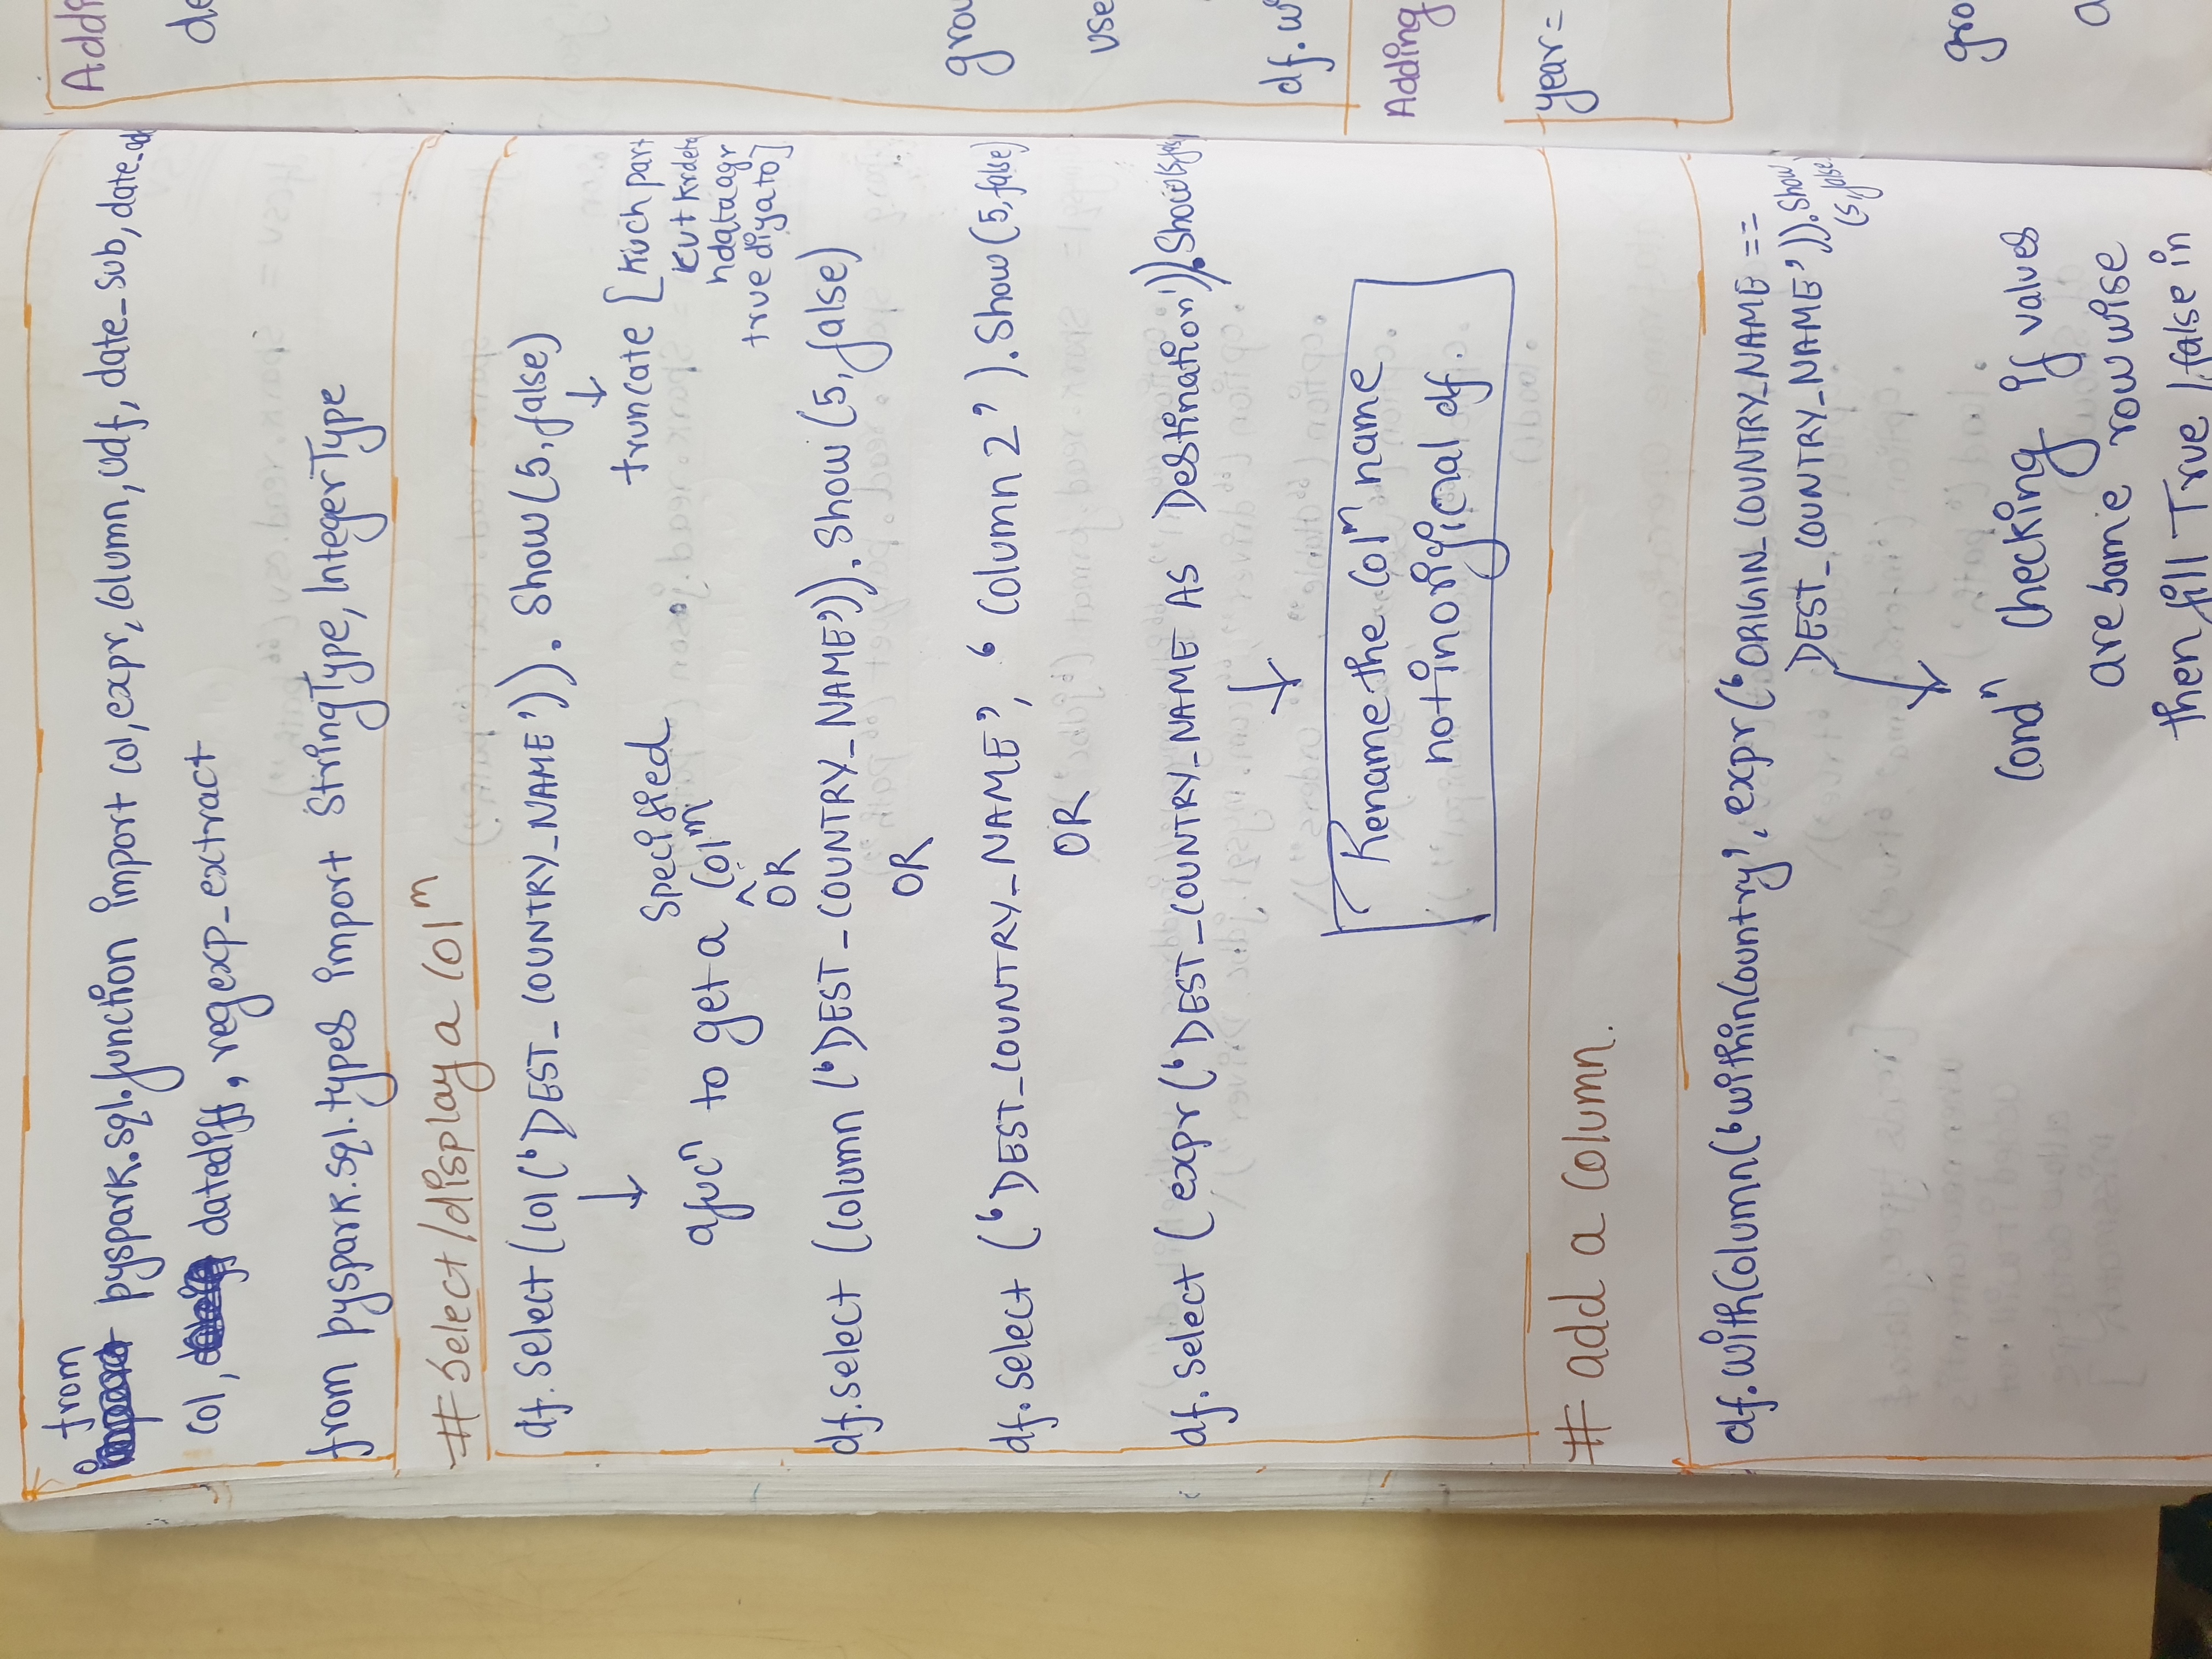 from
pyspark.sql.function import col, expr, column, udf, date_sub, date_add
col, datediff, regexp_extract
from pyspark.sql.types import StringType, IntegerType
# Select/display a colᵐ
df.select (col ('DEST_COUNTRY_NAME')). Show (5, false)
truncate [kuch part
kut krdeta
specified
afucⁿ to get a colᵐ
hdata agr
true diya to]
OR
df.select (column ('DEST_COUNTRY_NAME')). Show (5, false)
OR
df. Select ('DEST_COUNTRY_NAME', 'Column 2'). Show (5, false)
OR
df. Select (expr ('DEST_COUNTRY_NAME AS Destination')). Show(5, false)
Rename the colᵐ name
not in original df.
# add a column.
df.withColumn('withinCountry', expr('ORIGIN_COUNTRY_NAME ==
DEST_COUNTRY_NAME')). Show
(5, false)
Condⁿ checking if values
are same row wise
then fill True / false in
Addi
de
grou
use
df. wi
Adding
year =
gro
a